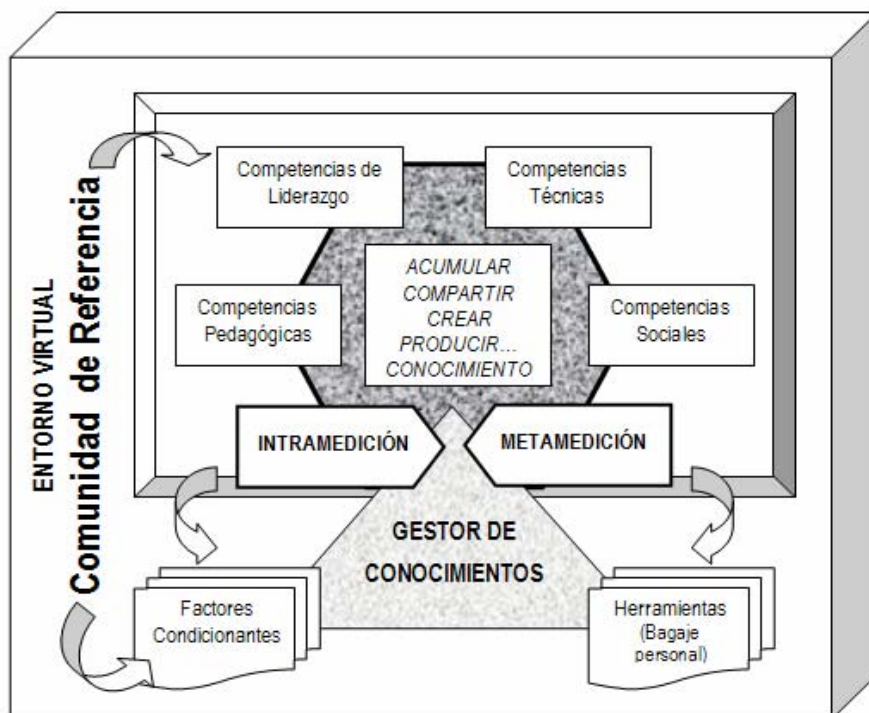 ENTORNO VIRTUAL
Comunidad de Referencia
Competencias de
Liderazgo
Competencias
Técnicas
ACUMULAR
COMPARTIR
CREAR
PRODUCIR...
CONOCIMIENTO
Competencias
Pedagógicas
Competencias
Sociales
INTRAMEDICIÓN
METAMEDICIÓN
GESTOR DE
CONOCIMIENTOS
Factores
Condicionantes
Herramientas
(Bagaje
personal)